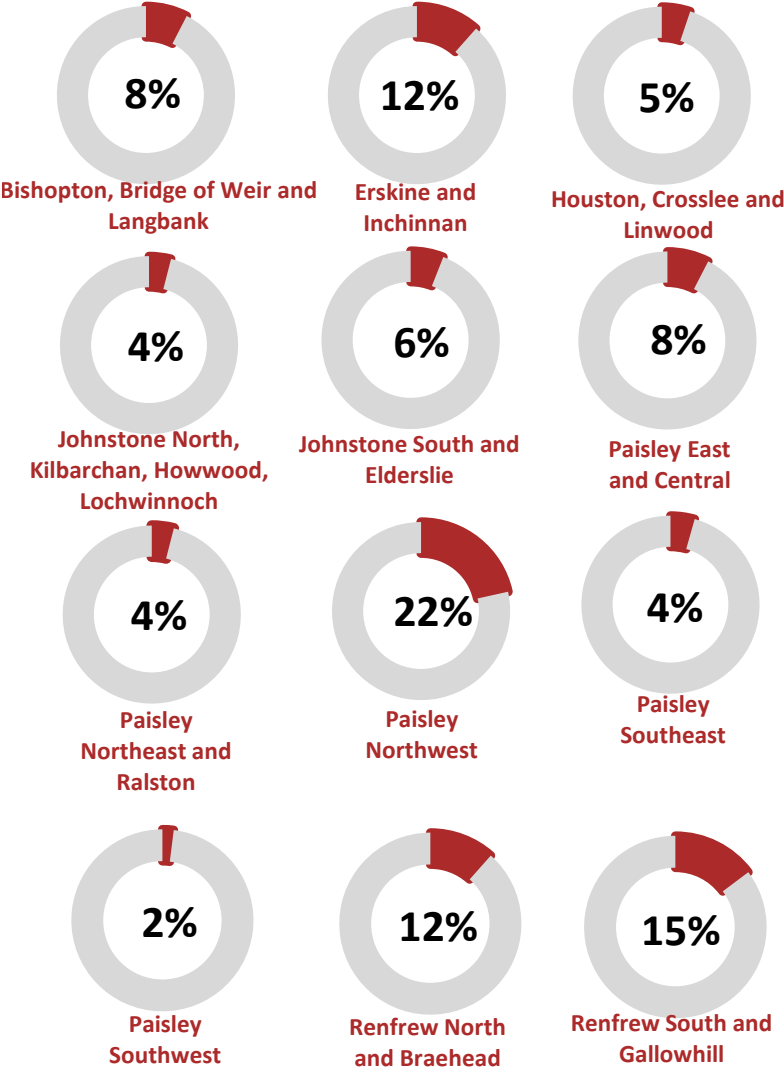 8%
Bishopton, Bridge of Weir and
Langbank
12%
Erskine and
Inchinnan
5%
Houston, Crosslee and
Linwood
4%
Johnstone North,
Kilbarchan, Howwood,
Lochwinnoch
6%
Johnstone South and
Elderslie
8%
Paisley East
and Central
4%
Paisley
Northeast and
Ralston
22%
Paisley
Northwest
4%
Paisley
Southeast
2%
Paisley
Southwest
12%
Renfrew North
and Braehead
15%
Renfrew South and
Gallowhill